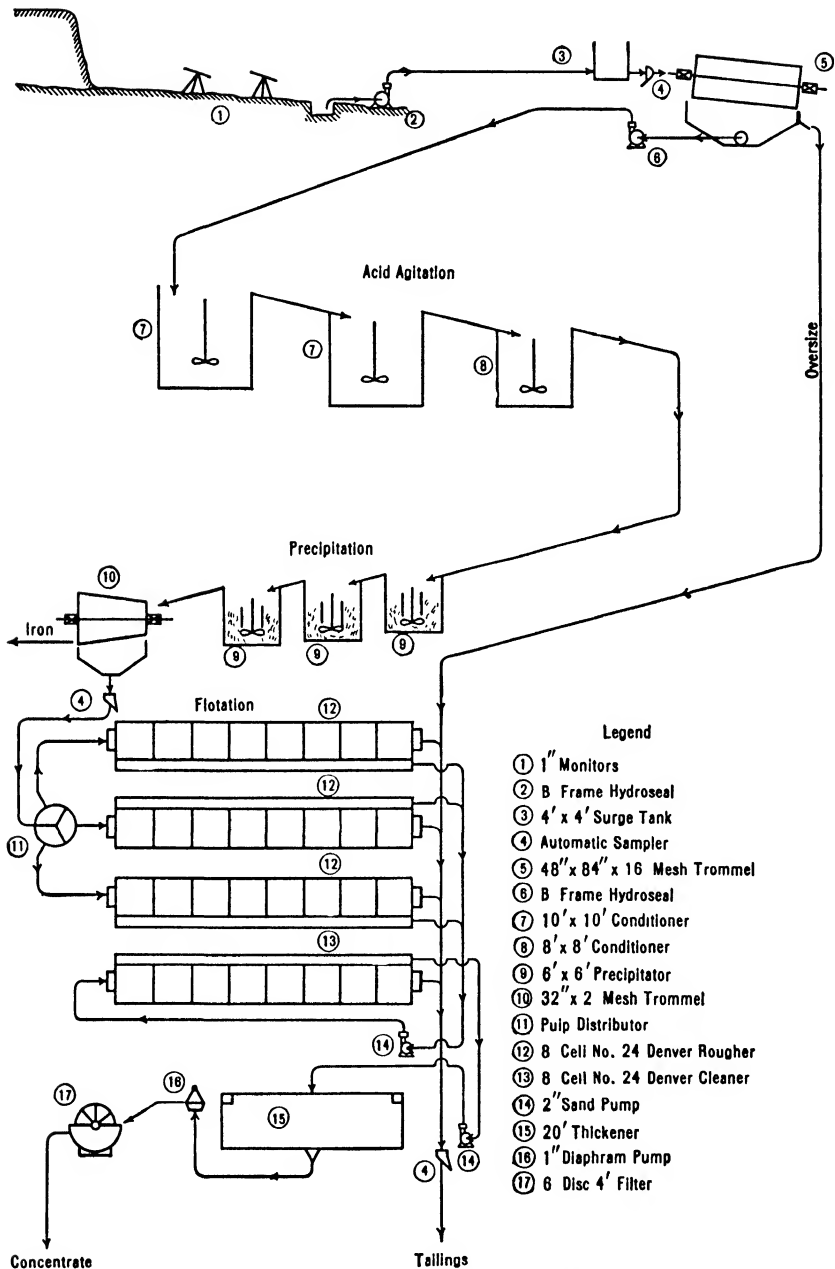 ③
⑤
④
①
②
⑥
Acid Agitation
⑦
⑦
⑧
Oversize
Precipitation
⑩
Iron
⑨
⑨
⑨
④
Flotation
⑫
⑫
⑪
⑫
⑬
⑭
⑯
⑰
⑮
④
⑭
Concentrate
Tailings
Legend
① 1" Monitors
② B Frame Hydroseal
③ 4' x 4' Surge Tank
④ Automatic Sampler
⑤ 48" x 84" x 16 Mesh Trommel
⑥ B Frame Hydroseal
⑦ 10' x 10' Conditioner
⑧ 8' x 8' Conditioner
⑨ 6' x 6' Precipitator
⑩ 32" x 2 Mesh Trommel
⑪ Pulp Distributor
⑫ 8 Cell No. 24 Denver Rougher
⑬ 8 Cell No. 24 Denver Cleaner
⑭ 2" Sand Pump
⑮ 20' Thickener
⑯ 1" Diaphram Pump
⑰ 6 Disc 4' Filter